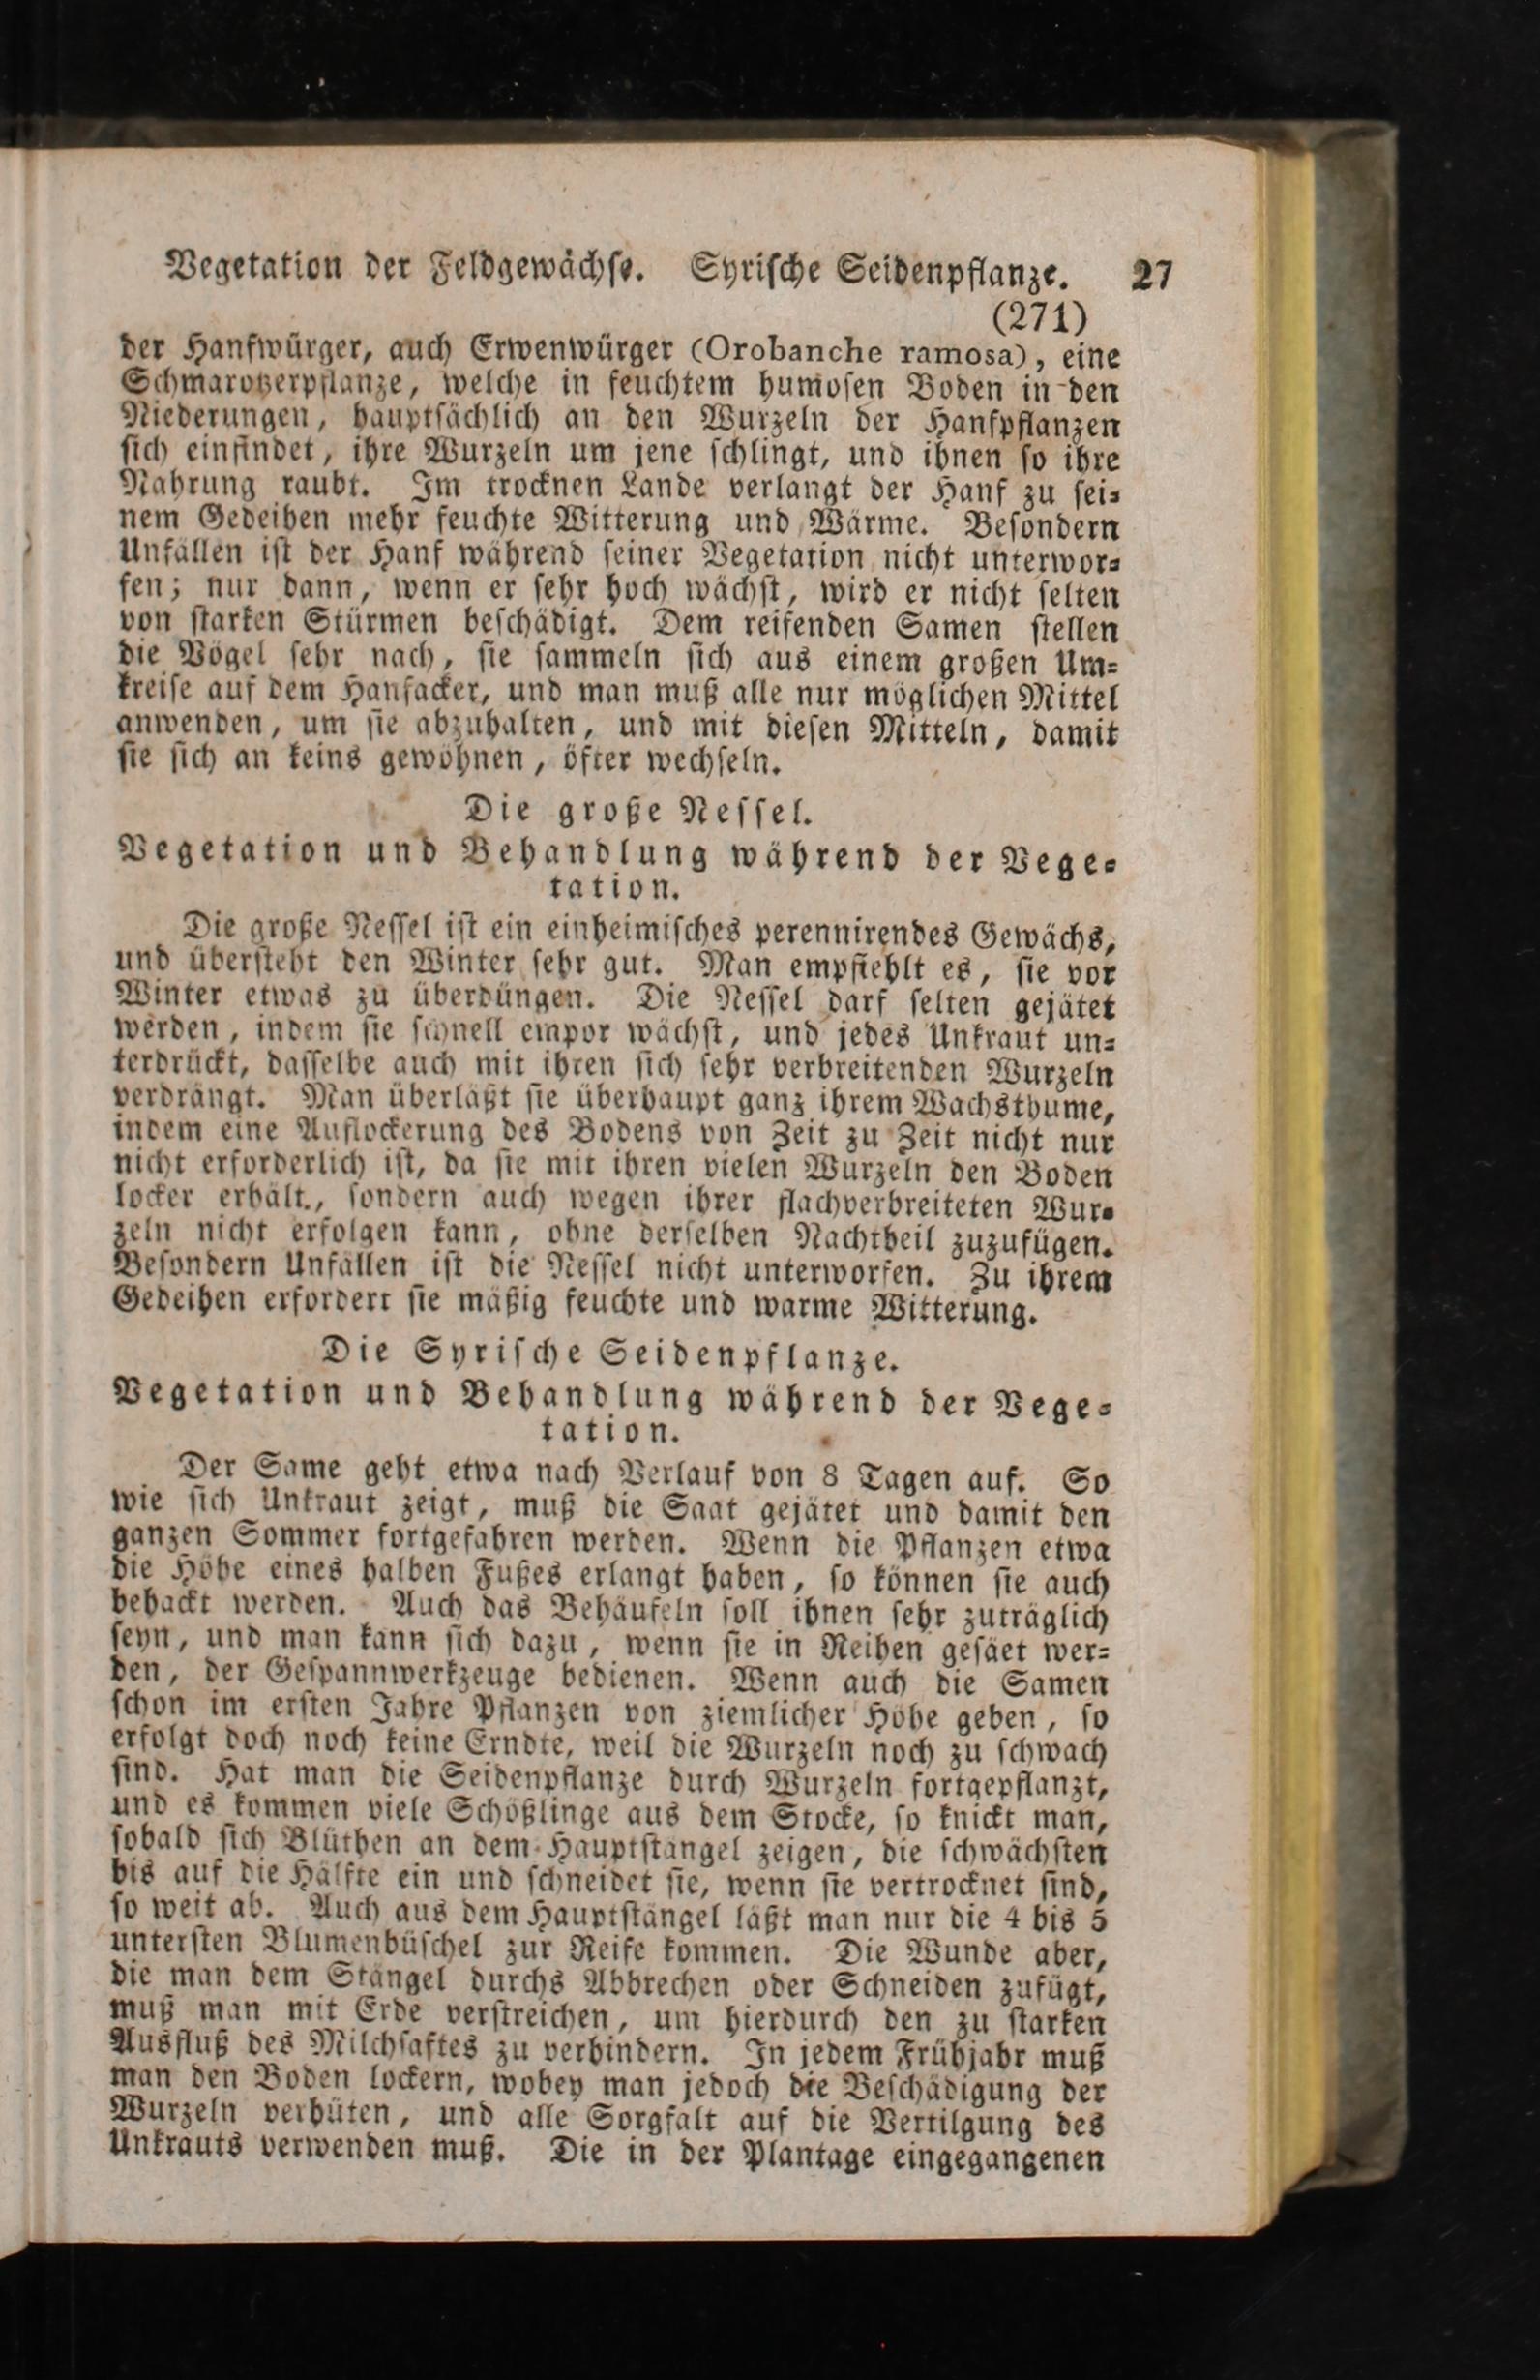 Vegetation der Feldgewächse. Syrische Seidenpflanze. 27
(271)
der Hanfwürger, auch Erwenwürger (Orobanche ramosa), eine
Schmarotzerpflanze, welche in feuchtem humosen Boden in den
Niederungen, hauptsächlich an den Wurzeln der Hanfpflanzen
sich einfindet, ihre Wurzeln um jene schlingt, und ihnen so ihre
Nahrung raubt. Im trocknen Lande verlangt der Hanf zu sei-
nem Gedeihen mehr feuchte Witterung und Wärme. Besondern
Unfällen ist der Hanf während seiner Vegetation nicht unterwor-
fen; nur dann, wenn er sehr hoch wächst, wird er nicht selten
von starken Stürmen beschädigt. Dem reifenden Samen stellen
die Vögel sehr nach, sie sammeln sich aus einem großen Um-
kreise auf dem Hanfacker, und man muß alle nur möglichen Mittel
anwenden, um sie abzuhalten, und mit diesen Mitteln, damit
sie sich an keins gewöhnen, öfter wechseln.
Die große Nessel.
Vegetation und Behandlung während der Vege-
tation.
Die große Nessel ist ein einheimisches perennirendes Gewächs,
und übersteht den Winter sehr gut. Man empfiehlt es, sie vor
Winter etwas zu überdüngen. Die Nessel darf selten gejätet
werden, indem sie schnell empor wächst, und jedes Unkraut un-
terdrückt, dasselbe auch mit ihren sich sehr verbreitenden Wurzeln
verdrängt. Man überläßt sie überhaupt ganz ihrem Wachsthume,
indem eine Auflockerung des Bodens von Zeit zu Zeit nicht nur
nicht erforderlich ist, da sie mit ihren vielen Wurzeln den Boden
locker erhält, sondern auch wegen ihrer flachverbreiteten Wur-
zeln nicht erfolgen kann, ohne derselben Nachtheil zuzufügen.
Besondern Unfällen ist die Nessel nicht unterworfen. Zu ihrem
Gedeihen erfordert sie mäßig feuchte und warme Witterung.
Die Syrische Seidenpflanze.
Vegetation und Behandlung während der Vege-
tation.
Der Same geht etwa nach Verlauf von 8 Tagen auf. So
wie sich Unkraut zeigt, muß die Saat gejätet und damit den
ganzen Sommer fortgefahren werden. Wenn die Pflanzen etwa
die Höhe eines halben Fußes erlangt haben, so können sie auch
behackt werden. Auch das Behäufeln soll ihnen sehr zuträglich
seyn, und man kann sich dazu, wenn sie in Reihen gesäet wer-
den, der Gespannwerkzeuge bedienen. Wenn auch die Samen
schon im ersten Jahre Pflanzen von ziemlicher Höhe geben, so
erfolgt doch noch keine Erndte, weil die Wurzeln noch zu schwach
sind. Hat man die Seidenpflanze durch Wurzeln fortgepflanzt,
und es kommen viele Schößlinge aus dem Stocke, so knickt man,
sobald sich Blüthen an dem Hauptstängel zeigen, die schwächsten
bis auf die Hälfte ein und schneidet sie, wenn sie vertrocknet sind,
so weit ab. Auch aus dem Hauptstängel läßt man nur die 4 bis 5
untersten Blumenbüschel zur Reife kommen. Die Wunde aber,
die man dem Stängel durchs Abbrechen oder Schneiden zufügt,
muß man mit Erde verstreichen, um hierdurch den zu starken
Ausfluß des Milchsaftes zu verhindern. In jedem Frühjahr muß
man den Boden lockern, wobey man jedoch die Beschädigung der
Wurzeln verhüten, und alle Sorgfalt auf die Vertilgung des
Unkrauts verwenden muß. Die in der Plantage eingegangenen